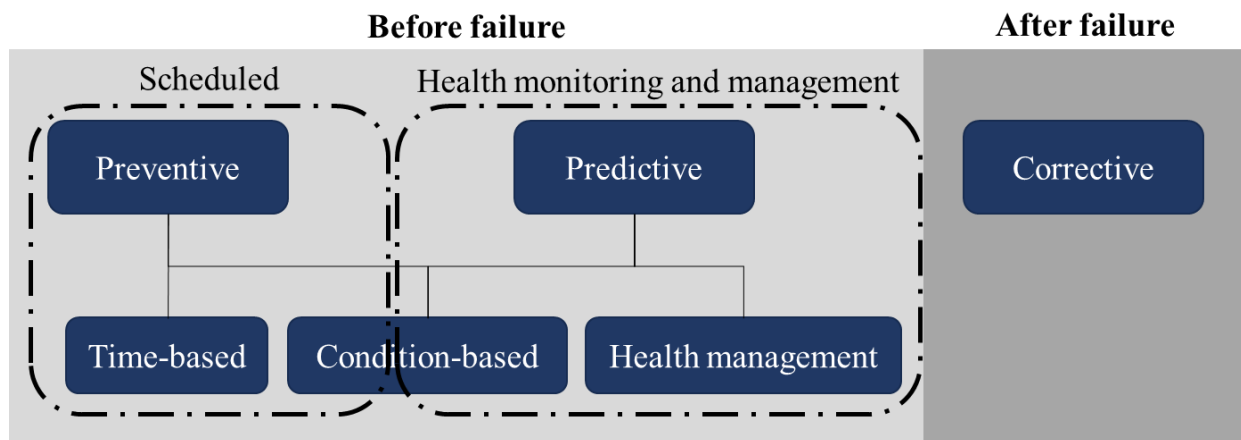 Before failure
After failure
Scheduled
Health monitoring and management
Preventive
Predictive
Corrective
Time-based
Condition-based
Health management